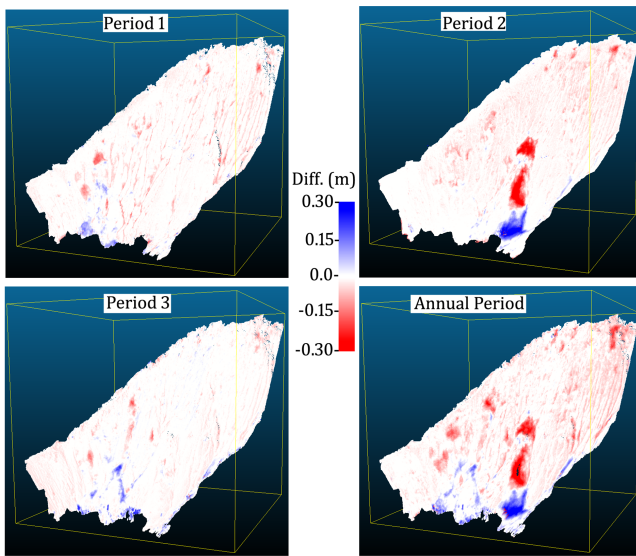 Period 1
Period 2
Diff. (m)
0.30
0.15
0.0
-0.15
-0.30
Period 3
Annual Period